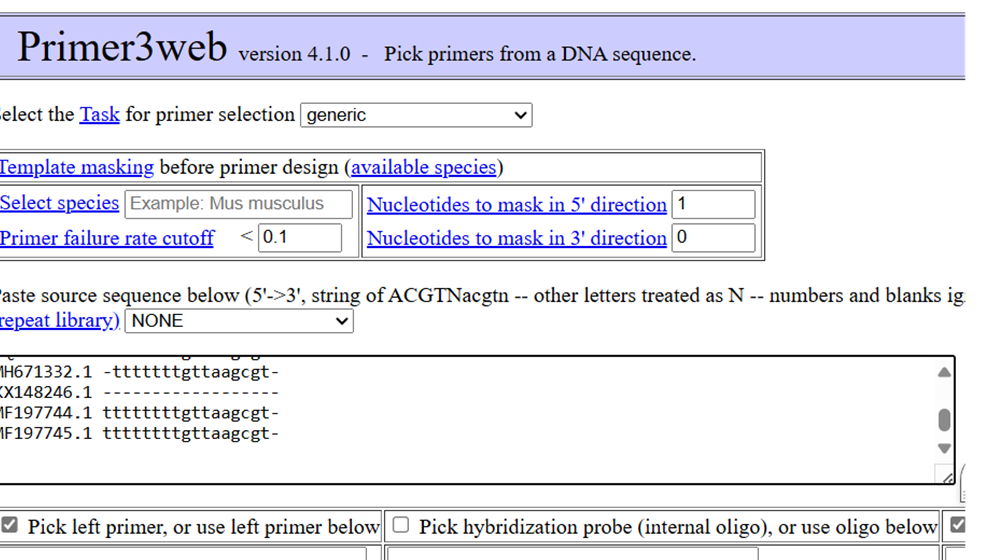 Primer3web version 4.1.0 - Pick primers from a DNA sequence.
elect the Task for primer selection generic
Template masking before primer design (available species)
Select species Example: Mus musculus Nucleotides to mask in 5' direction 1
Primer failure rate cutoff < 0.1 Nucleotides to mask in 3' direction 0
aste source sequence below (5'->3', string of ACGTNacgtn -- other letters treated as N -- numbers and blanks ig
repeat library) NONE
MH671332.1 -tttttttgttaagcgt-
KX148246.1 ------------------
MF197744.1 ttttttttgttaagcgt-
MF197745.1 ttttttttgttaagcgt-
Pick left primer, or use left primer below Pick hybridization probe (internal oligo), or use oligo below